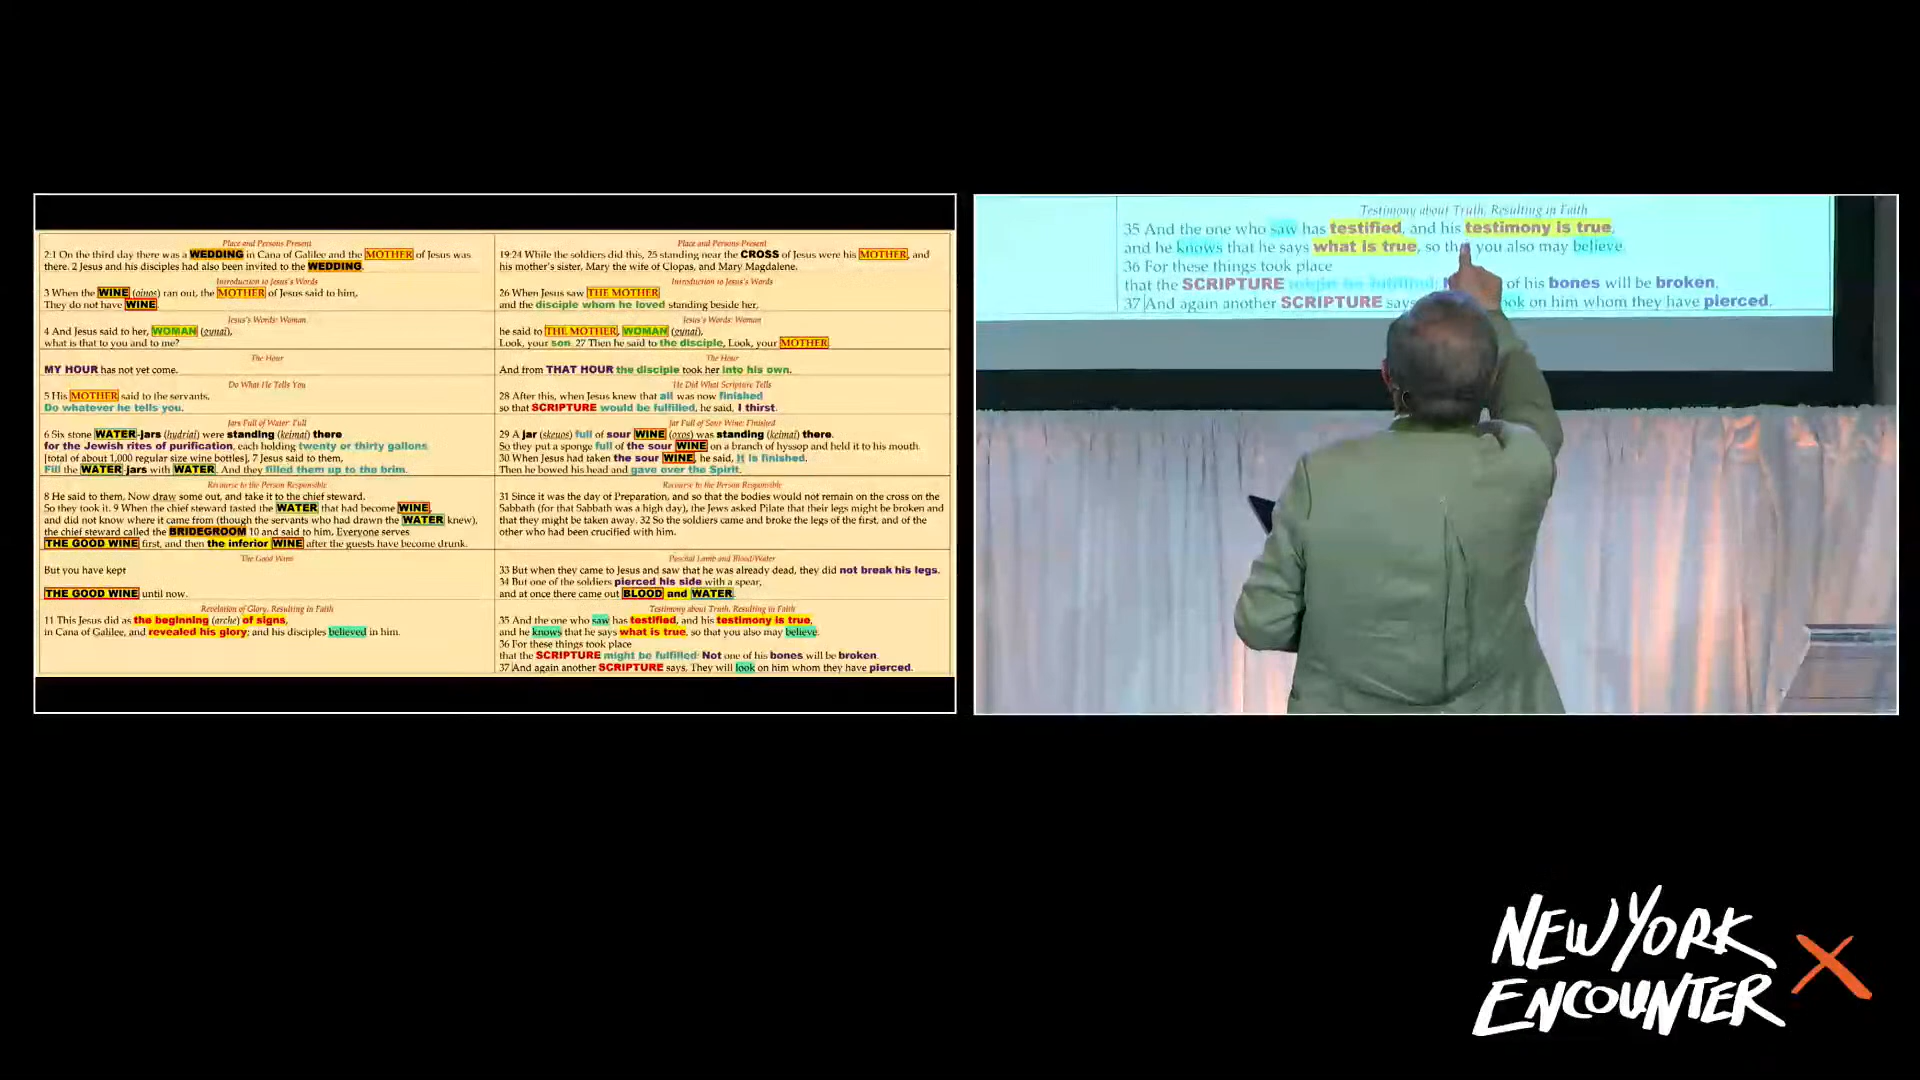 Place and Persons Present
2:1 On the third day there was a WEDDING in Cana of Galilee and the MOTHER of Jesus was
there. 2 Jesus and his disciples had also been invited to the WEDDING.
Introduction to Jesus's Words
3 When the WINE (oinos) ran out, the MOTHER of Jesus said to him,
They do not have WINE.
Jesus's Words: Woman
4 And Jesus said to her, WOMAN (gynai),
what is that to you and to me?
The Hour
MY HOUR has not yet come.
Do What He Tells You
5 His MOTHER said to the servants,
Do whatever he tells you.
Jars Full of Water: Full
6 Six stone WATER-jars (hydriai) were standing (keimai) there
for the Jewish rites of purification, each holding twenty or thirty gallons
[total of about 1,000 regular size wine bottles]. 7 Jesus said to them,
Fill the WATER-jars with WATER. And they filled them up to the brim.
Recourse to the Person Responsible
8 He said to them, Now draw some out, and take it to the chief steward.
So they took it. 9 When the chief steward tasted the WATER that had become WINE,
and did not know where it came from (though the servants who had drawn the WATER knew),
the chief steward called the BRIDEGROOM 10 and said to him, Everyone serves
THE GOOD WINE first, and then the inferior WINE after the guests have become drunk.
The Good Wine
But you have kept
THE GOOD WINE until now.
Revelation of Glory, Resulting in Faith
11 This Jesus did as the beginning (arche) of signs,
in Cana of Galilee, and revealed his glory; and his disciples believed in him.
Place and Persons Present
19:24 While the soldiers did this, 25 standing near the CROSS of Jesus were his MOTHER, and
his mother's sister, Mary the wife of Clopas, and Mary Magdalene.
Introduction to Jesus's Words
26 When Jesus saw THE MOTHER
and the disciple whom he loved standing beside her,
Jesus's Words: Woman
he said to THE MOTHER, WOMAN (gynai),
Look, your son. 27 Then he said to the disciple, Look, your MOTHER.
The Hour
And from THAT HOUR the disciple took her into his own.
He Did What Scripture Tells
28 After this, when Jesus knew that all was now finished
so that SCRIPTURE would be fulfilled, he said, I thirst.
Jar Full of Sour Wine: Finished
29 A jar (skeuos) full of sour WINE (oxos) was standing (keimai) there.
So they put a sponge full of the sour WINE on a branch of hyssop and held it to his mouth.
30 When Jesus had taken the sour WINE, he said, It is finished.
Then he bowed his head and gave over the Spirit.
Recourse to the Person Responsible
31 Since it was the day of Preparation, and so that the bodies would not remain on the cross on the
Sabbath (for that Sabbath was a high day), the Jews asked Pilate that their legs might be broken and
that they might be taken away. 32 So the soldiers came and broke the legs of the first, and of the
other who had been crucified with him.
Paschal Lamb and Blood/Water
33 But when they came to Jesus and saw that he was already dead, they did not break his legs.
34 But one of the soldiers pierced his side with a spear,
and at once there came out BLOOD and WATER.
Testimony about Truth, Resulting in Faith
35 And the one who saw has testified, and his testimony is true,
and he knows that he says what is true, so that you also may believe.
36 For these things took place
that the SCRIPTURE might be fulfilled: Not one of his bones will be broken.
37 And again another SCRIPTURE says, They will look on him whom they have pierced.
Testimony about Truth, Resulting in Faith
35 And the one who saw has testified, and his testimony is true,
and he knows that he says what is true, so that you also may believe.
36 For these things took place
that the SCRIPTURE might be fulfilled: of his bones will be broken.
37 And again another SCRIPTURE says on him whom they have pierced.
NEW YORK
ENCOUNTER